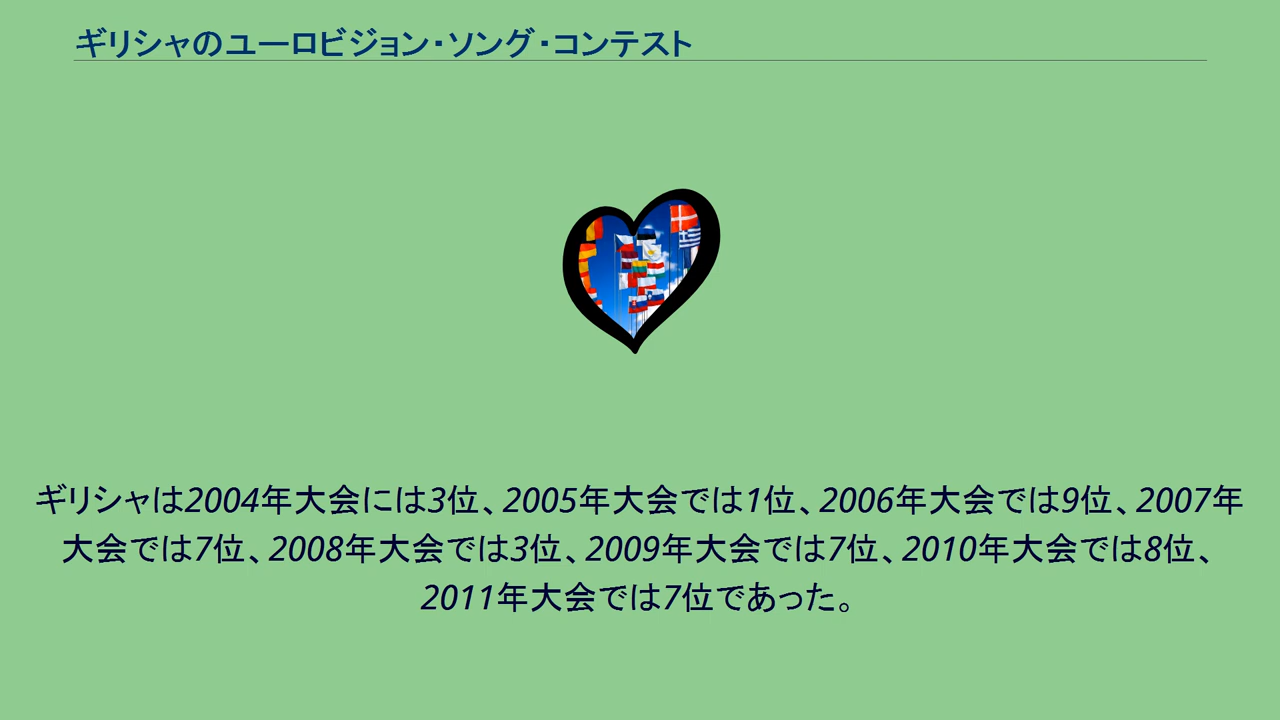 ギリシャのユーロビジョン・ソング・コンテスト
ギリシャは2004年大会には3位、2005年大会では1位、2006年大会では9位、2007年
大会では7位、2008年大会では3位、2009年大会では7位、2010年大会では8位、
2011年大会では7位であった。